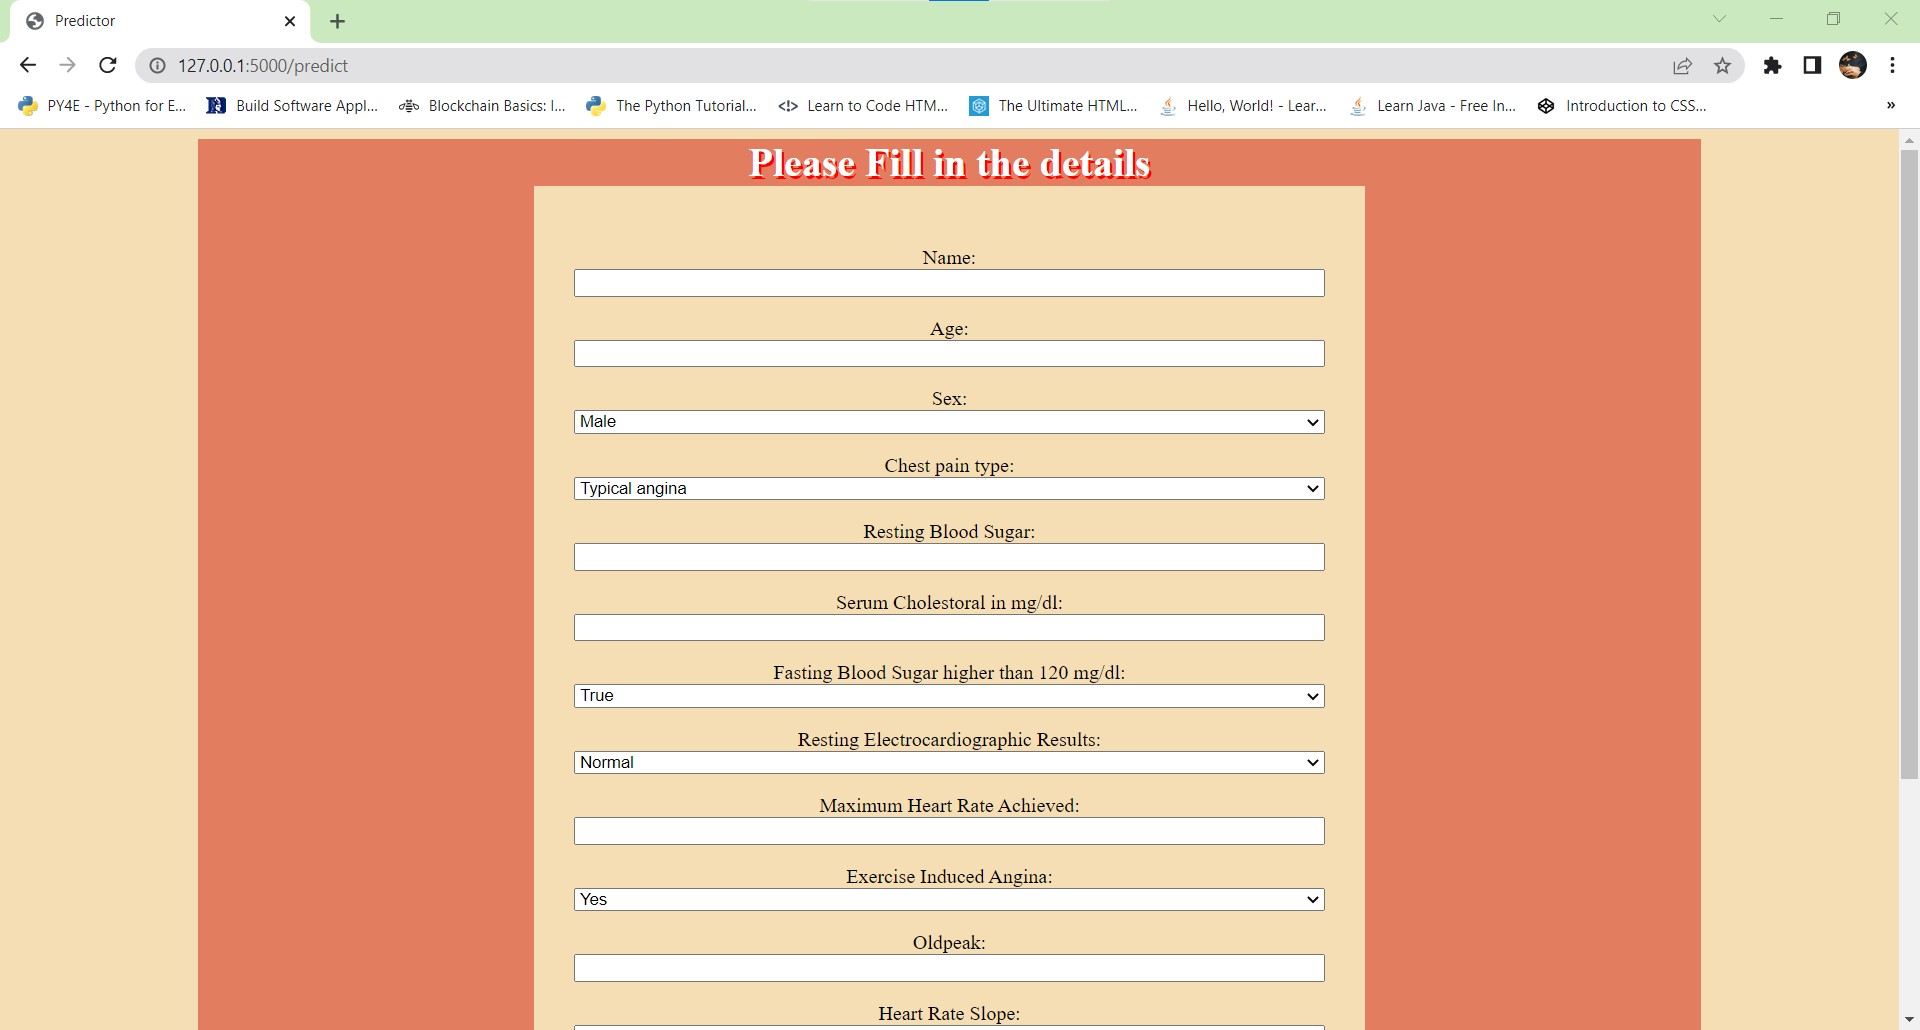 Predictor
127.0.0.1:5000/predict
PY4E - Python for E...
Build Software Appl...
Blockchain Basics: I...
The Python Tutorial...
Learn to Code HTM...
The Ultimate HTML...
Hello, World! - Lear...
Learn Java - Free In...
Introduction to CSS...
»
Please Fill in the details
Name:
Age:
Sex:
Male
Chest pain type:
Typical angina
Resting Blood Sugar:
Serum Cholestoral in mg/dl:
Fasting Blood Sugar higher than 120 mg/dl:
True
Resting Electrocardiographic Results:
Normal
Maximum Heart Rate Achieved:
Exercise Induced Angina:
Yes
Oldpeak:
Heart Rate Slope: